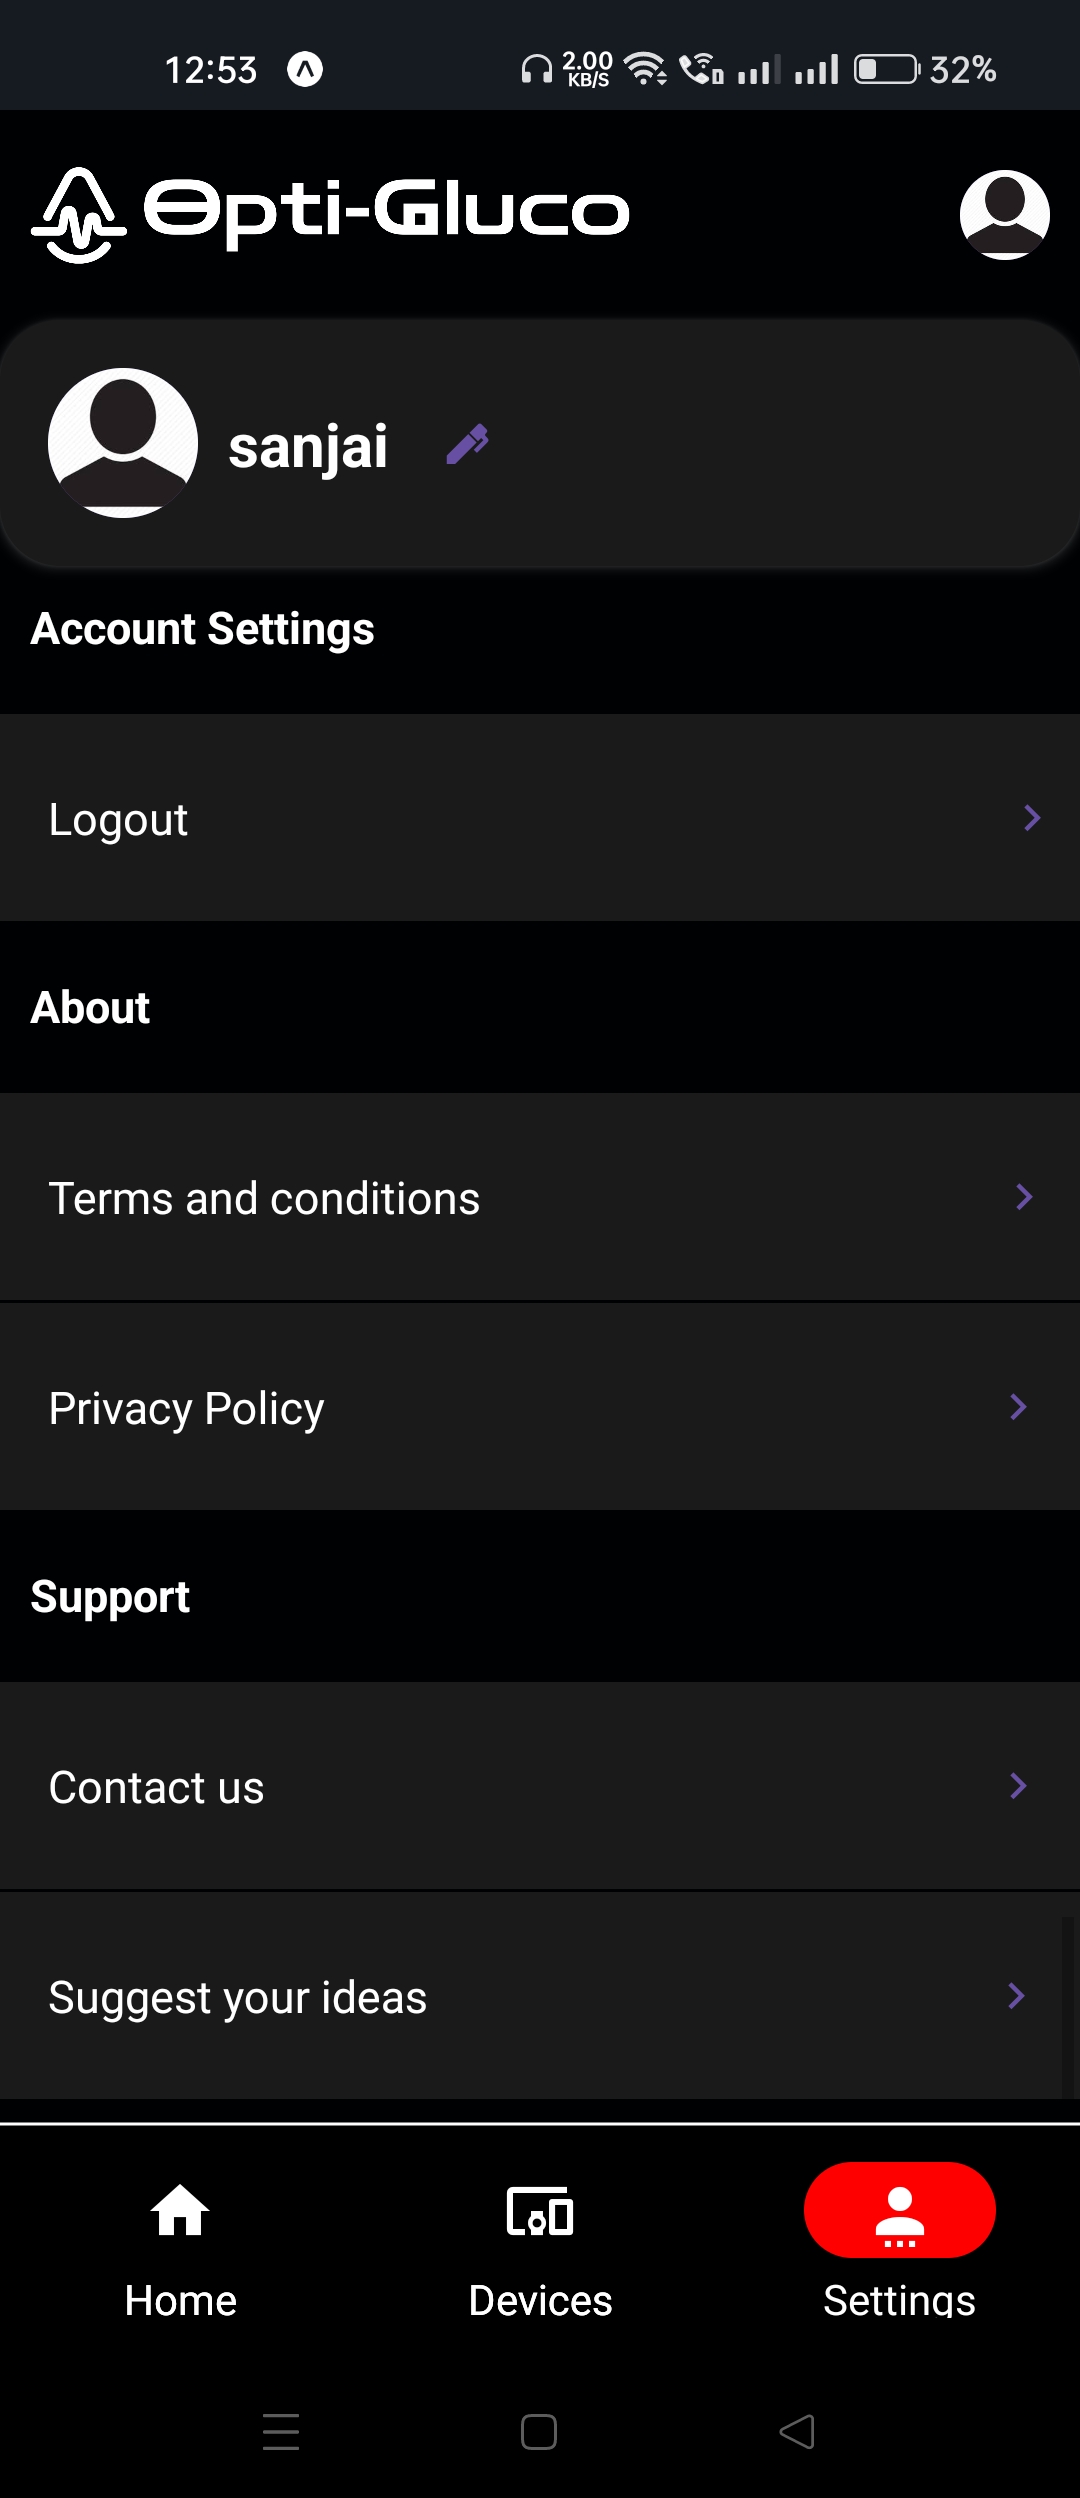 12:53 2.00 KB/S 32%
Opti-Gluco
sanjai
Account Settings
Logout
About
Terms and conditions
Privacy Policy
Support
Contact us
Suggest your ideas
Home Devices Settings